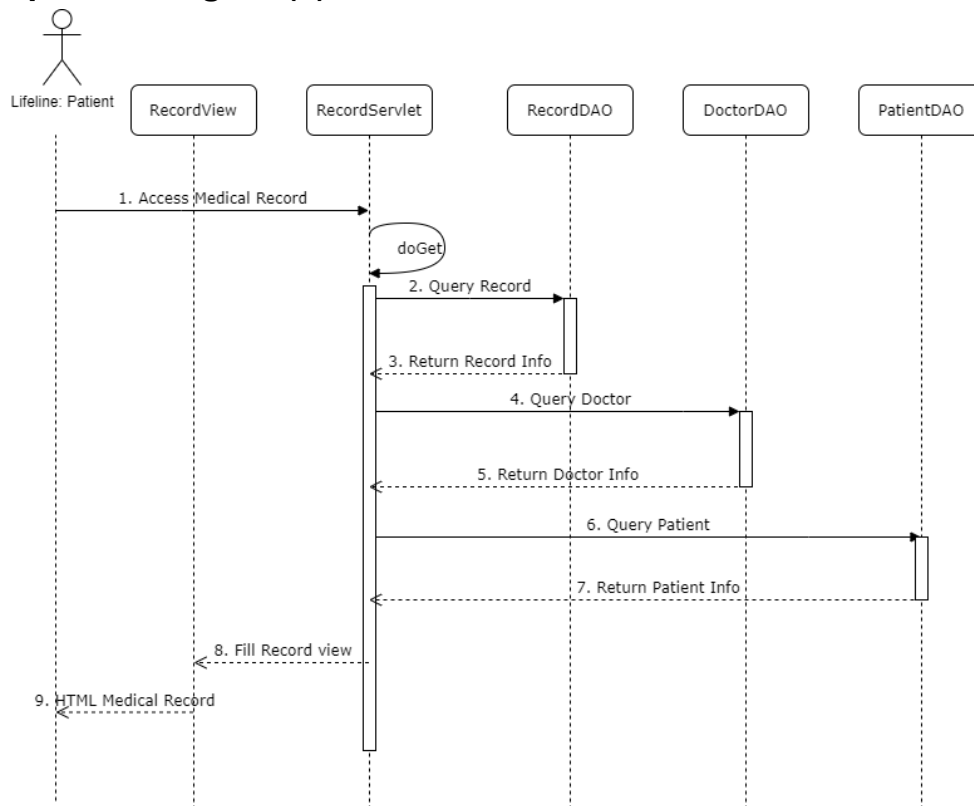 Lifeline: Patient
RecordView
RecordServlet
RecordDAO
DoctorDAO
PatientDAO
1. Access Medical Record
doGet
2. Query Record
3. Return Record Info
4. Query Doctor
5. Return Doctor Info
6. Query Patient
7. Return Patient Info
8. Fill Record view
9. HTML Medical Record